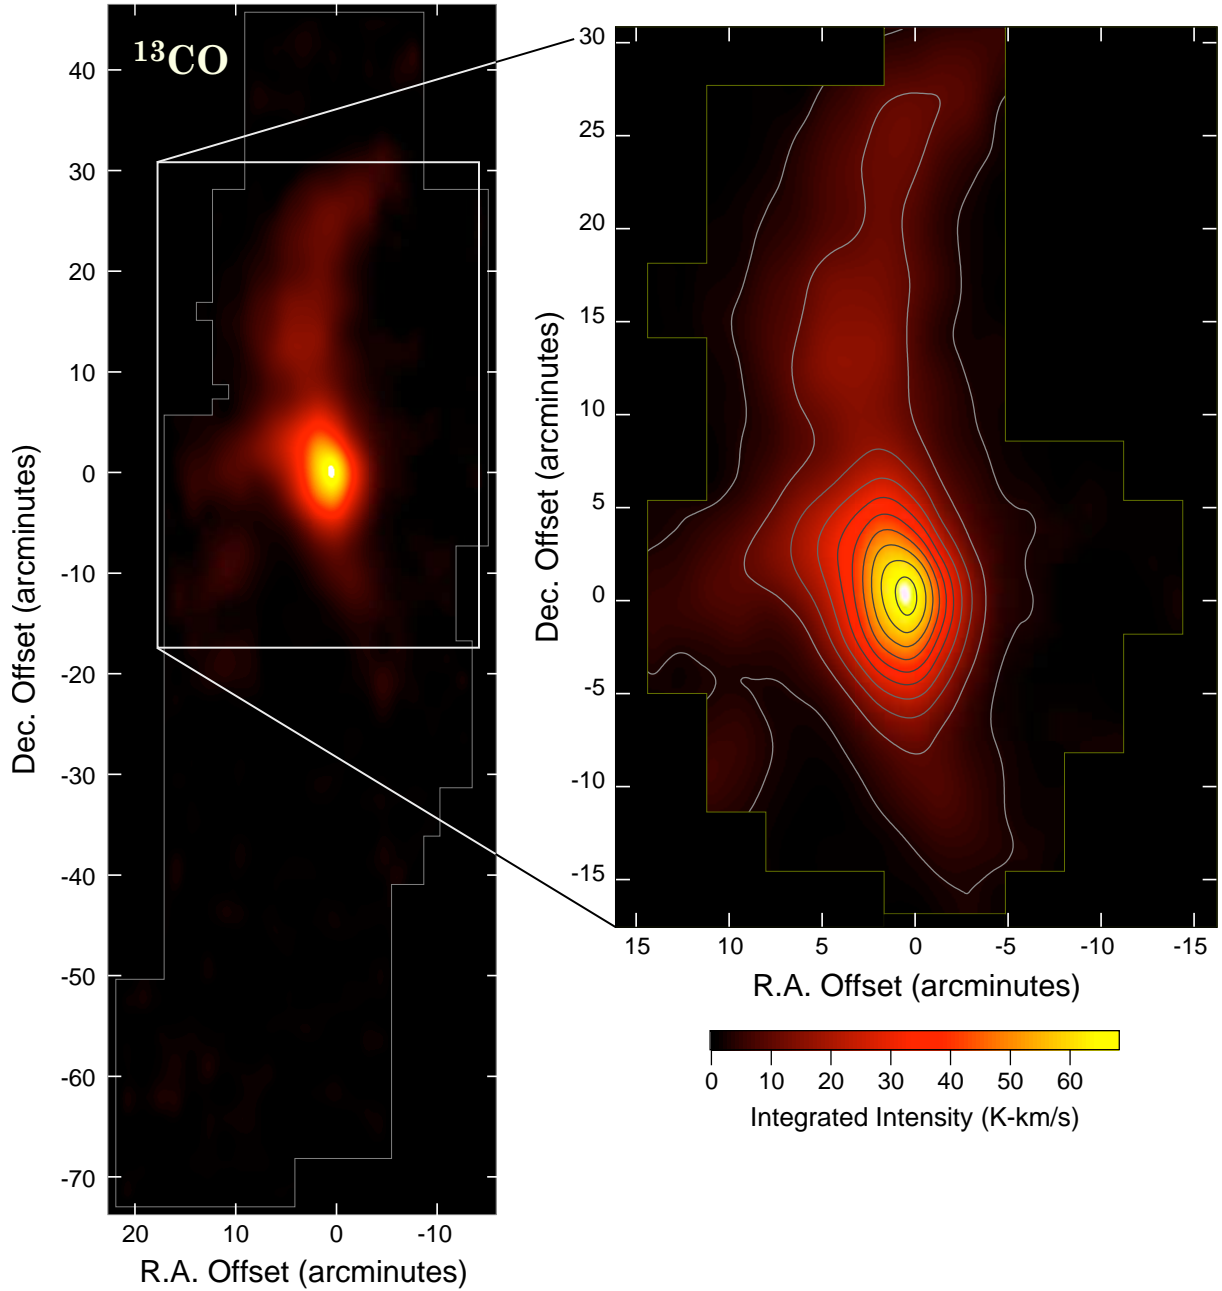 ¹³CO
40
30
20
10
0
-10
-20
-30
-40
-50
-60
-70
Dec. Offset (arcminutes)
20 10 0 -10
R.A. Offset (arcminutes)
30
25
20
15
10
5
0
-5
-10
-15
Dec. Offset (arcminutes)
15 10 5 0 -5 -10 -15
R.A. Offset (arcminutes)
0 10 20 30 40 50 60
Integrated Intensity (K-km/s)